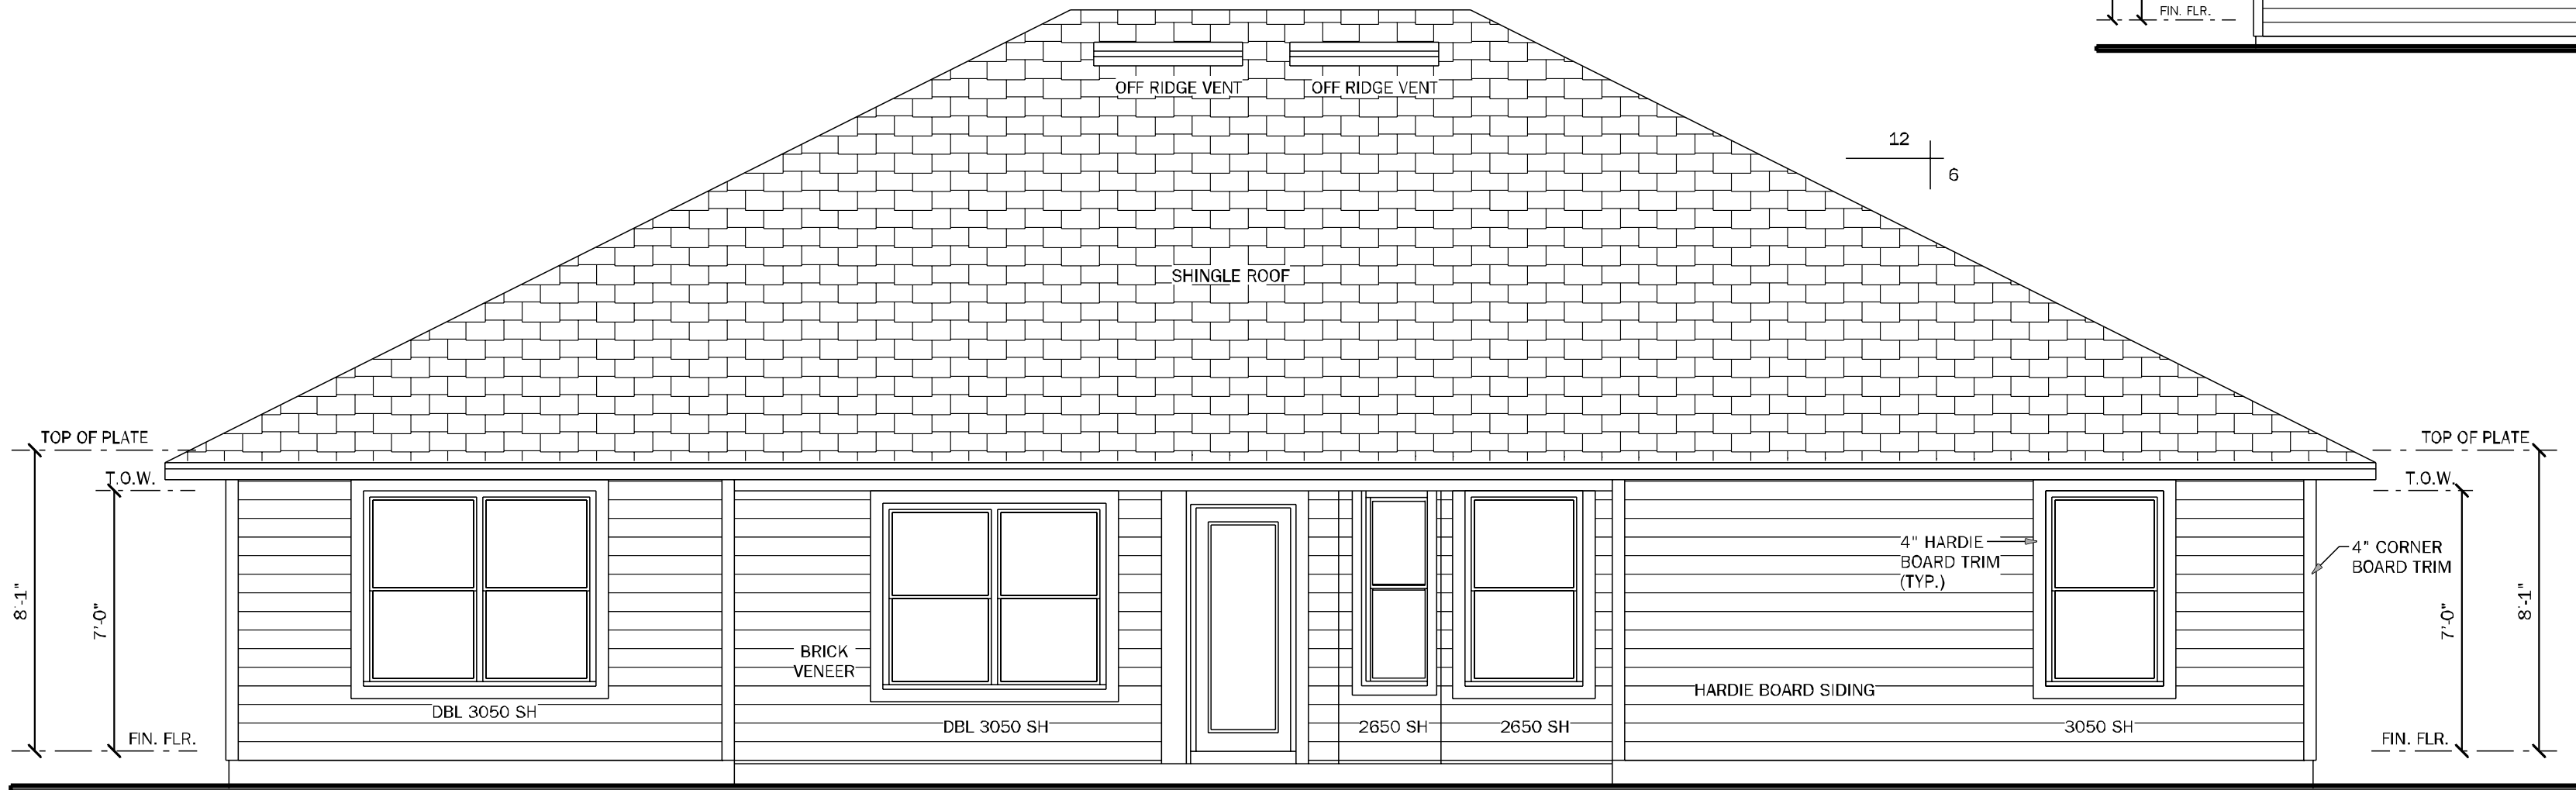 FIN. FLR.
OFF RIDGE VENT
OFF RIDGE VENT
12
6
SHINGLE ROOF
TOP OF PLATE
TOP OF PLATE
T.O.W.
T.O.W.
4" HARDIE
BOARD TRIM
(TYP.)
4" CORNER
BOARD TRIM
8'-1"
7'-0"
7'-0"
8'-1"
BRICK
VENEER
HARDIE BOARD SIDING
DBL 3050 SH
DBL 3050 SH
2650 SH
2650 SH
3050 SH
FIN. FLR.
FIN. FLR.